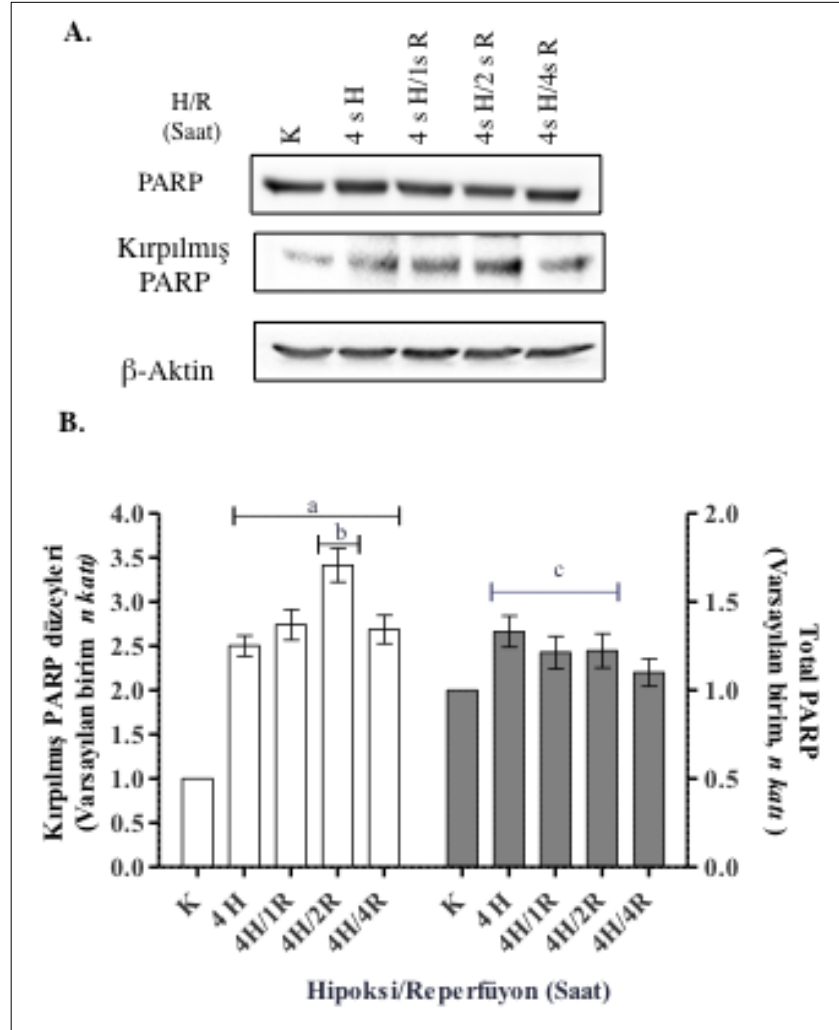 A.
H/R
(Saat)
K
4 s H
4 s H/1s R
4s H/2 s R
4s H/4s R
PARP
Kırpılmış
PARP
β-Aktin
B.
Kırpılmış PARP düzeyleri
(Varsayılan birim n katı)
4.0
3.5
3.0
2.5
2.0
1.5
1.0
0.5
0.0
a
b
c
2.0
1.5
1.0
0.5
0.0
Total PARP
(Varsayılan birim, n katı )
K
4 H
4H/1R
4H/2R
4H/4R
K
4 H
4H/1R
4H/2R
4H/4R
Hipoksi/Reperfüyon (Saat)